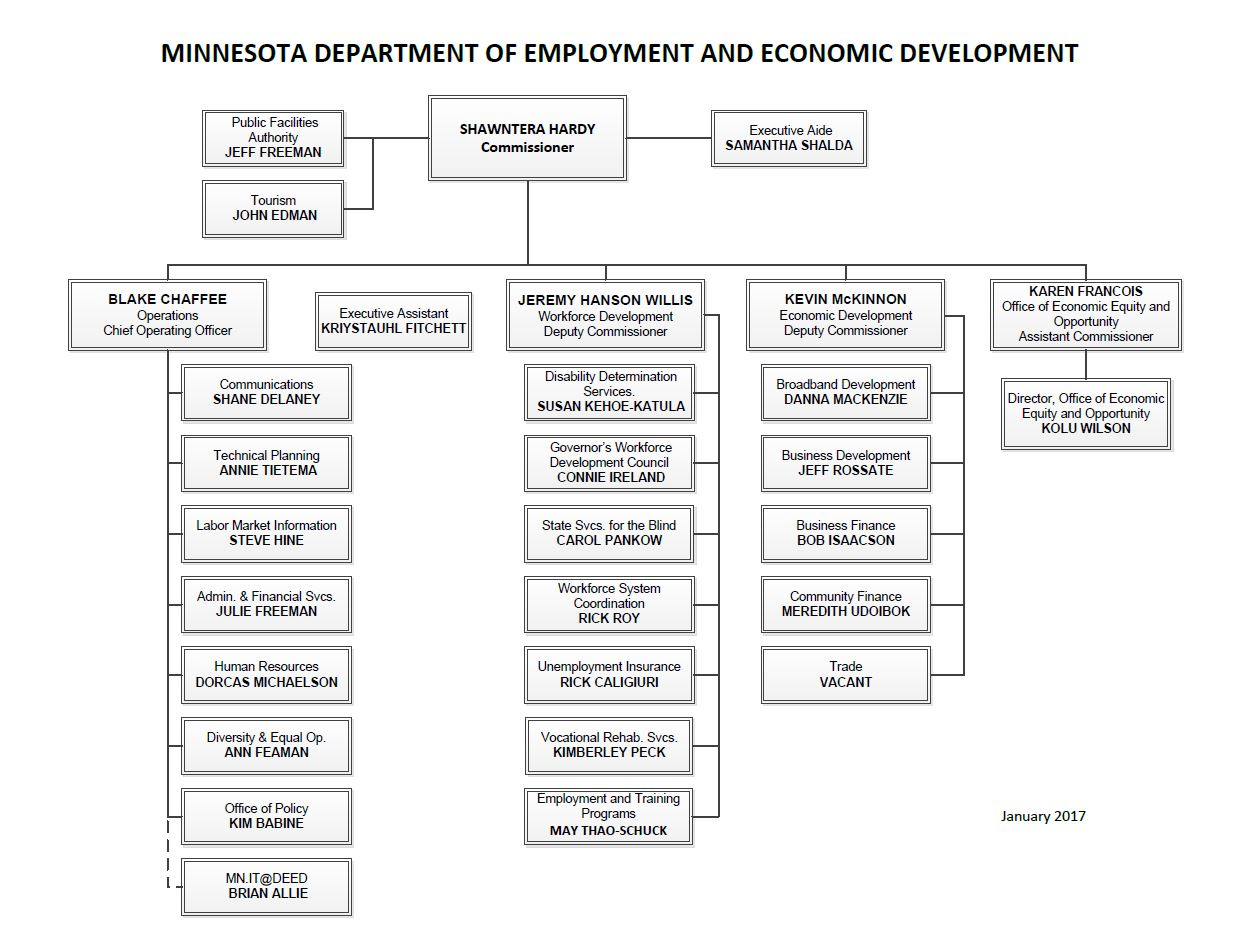 MINNESOTA DEPARTMENT OF EMPLOYMENT AND ECONOMIC DEVELOPMENT
Public Facilities
Authority
JEFF FREEMAN
SHAWNTERA HARDY
Commissioner
Executive Aide
SAMANTHA SHALDA
Tourism
JOHN EDMAN
BLAKE CHAFFEE
Operations
Chief Operating Officer
Executive Assistant
KRIYSTAUHL FITCHETT
JEREMY HANSON WILLIS
Workforce Development
Deputy Commissioner
KEVIN McKINNON
Economic Development
Deputy Commissioner
KAREN FRANCOIS
Office of Economic Equity and
Opportunity
Assistant Commissioner
Communications
SHANE DELANEY
Technical Planning
ANNIE TIETEMA
Labor Market Information
STEVE HINE
Admin. & Financial Svcs.
JULIE FREEMAN
Human Resources
DORCAS MICHAELSON
Diversity & Equal Op.
ANN FEAMAN
Office of Policy
KIM BABINE
MN.IT@DEED
BRIAN ALLIE
Disability Determination
Services.
SUSAN KEHOE-KATULA
Governor's Workforce
Development Council
CONNIE IRELAND
State Svcs. for the Blind
CAROL PANKOW
Workforce System
Coordination
RICK ROY
Unemployment Insurance
RICK CALIGIURI
Vocational Rehab. Svcs.
KIMBERLEY PECK
Employment and Training
Programs
MAY THAO-SCHUCK
Broadband Development
DANNA MACKENZIE
Business Development
JEFF ROSSATE
Business Finance
BOB ISAACSON
Community Finance
MEREDITH UDOIBOK
Trade
VACANT
Director, Office of Economic
Equity and Opportunity
KOLU WILSON
January 2017